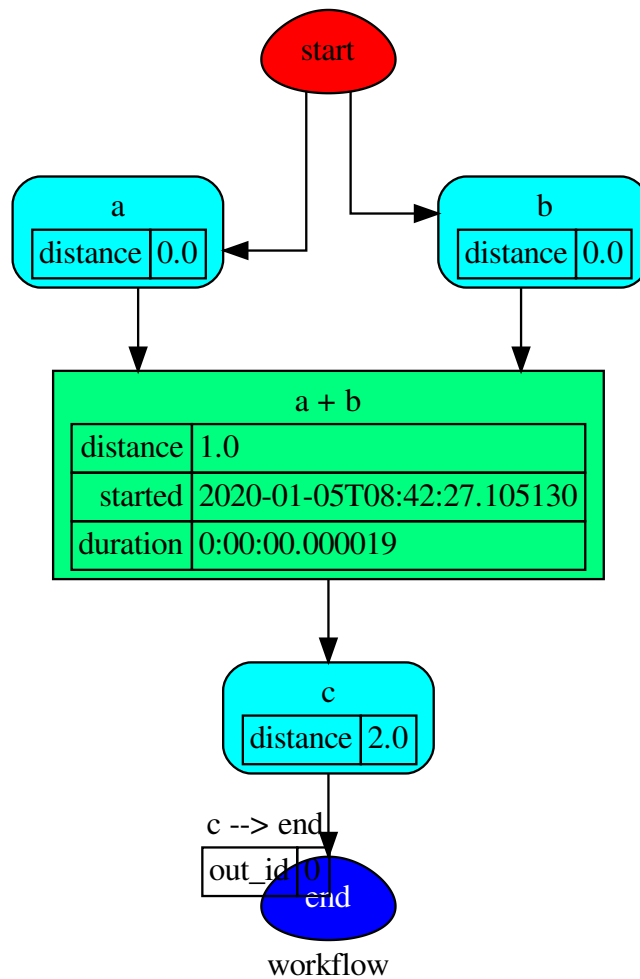 start
a
distance 0.0
b
distance 0.0
a + b
distance 1.0
started 2020-01-05T08:42:27.105130
duration 0:00:00.000019
c
distance 2.0
c --> end
out_id 0
end
workflow